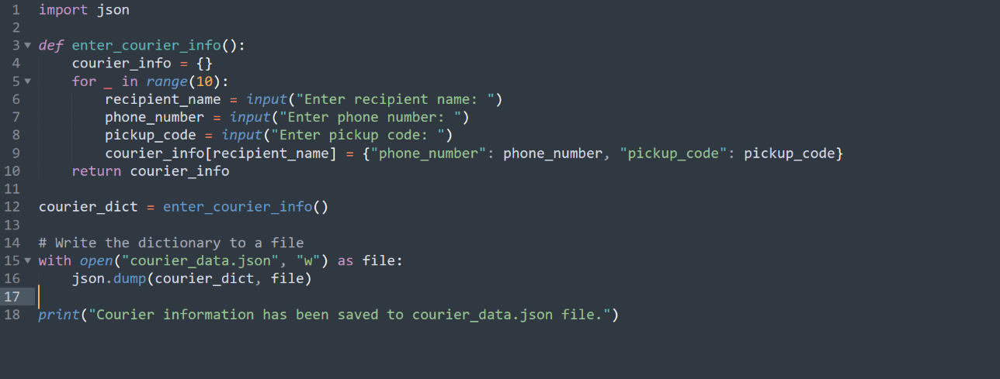 1 import json
2
3 def enter_courier_info():
4     courier_info = {}
5     for _ in range(10):
6         recipient_name = input("Enter recipient name: ")
7         phone_number = input("Enter phone number: ")
8         pickup_code = input("Enter pickup code: ")
9         courier_info[recipient_name] = {"phone_number": phone_number, "pickup_code": pickup_code}
10     return courier_info
11
12 courier_dict = enter_courier_info()
13
14 # Write the dictionary to a file
15 with open("courier_data.json", "w") as file:
16     json.dump(courier_dict, file)
17
18 print("Courier information has been saved to courier_data.json file.")